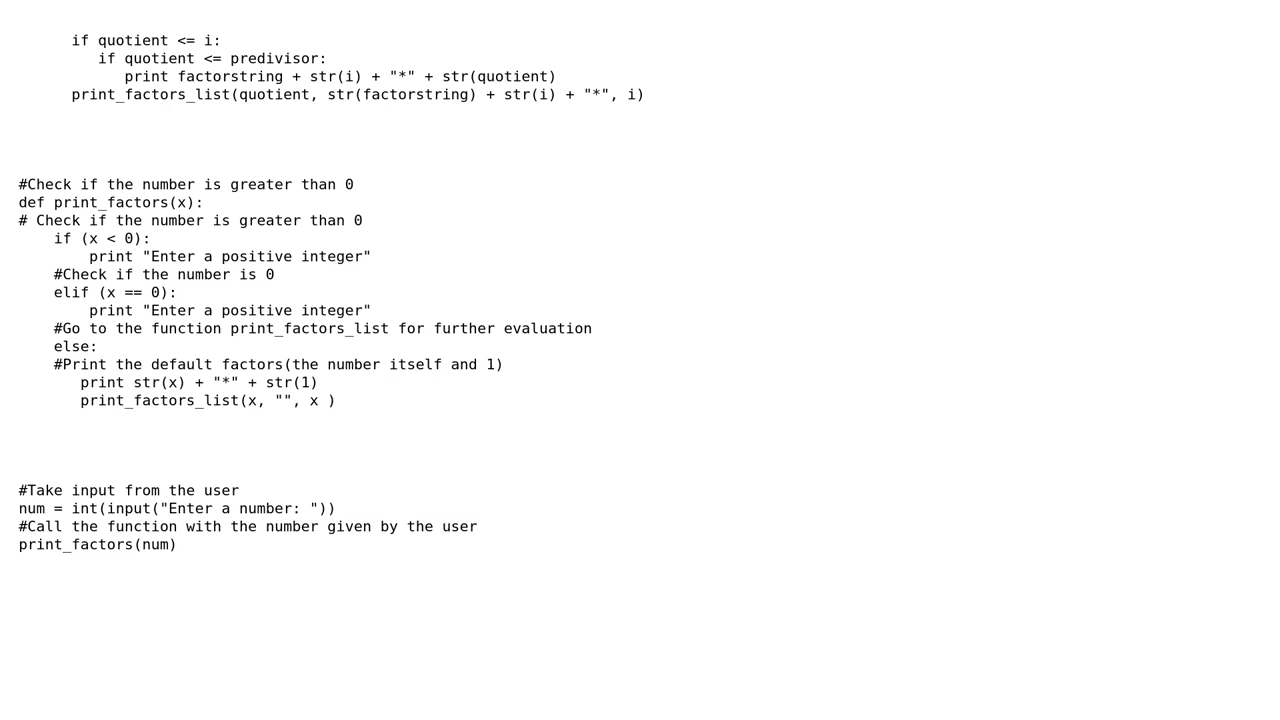 if quotient <= i:
if quotient <= predivisor:
print factorstring + str(i) + "*" + str(quotient)
print_factors_list(quotient, str(factorstring) + str(i) + "*", i)
#Check if the number is greater than 0
def print_factors(x):
# Check if the number is greater than 0
if (x < 0):
print "Enter a positive integer"
#Check if the number is 0
elif (x == 0):
print "Enter a positive integer"
#Go to the function print_factors_list for further evaluation
else:
#Print the default factors(the number itself and 1)
print str(x) + "*" + str(1)
print_factors_list(x, "", x )
#Take input from the user
num = int(input("Enter a number: "))
#Call the function with the number given by the user
print_factors(num)